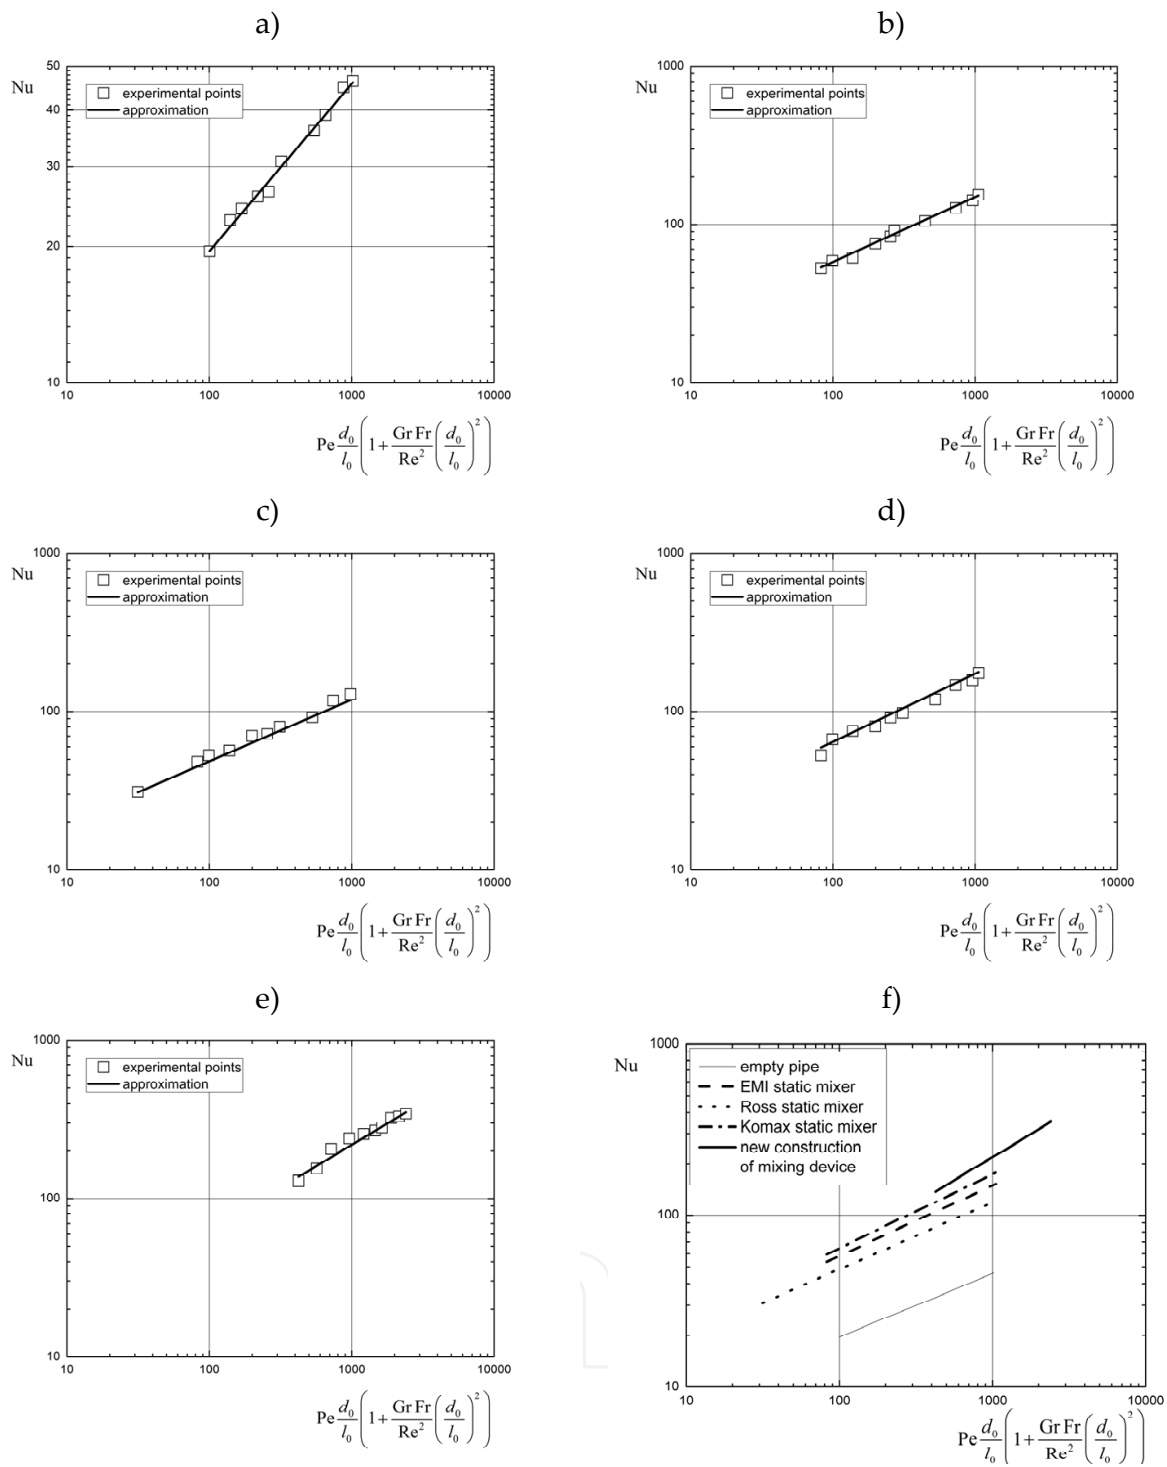 a)
Nu
50
40
30
20
10
experimental points
approximation
10 100 1000 10000
Pe d₀/l₀ (1 + Gr Fr/Re² (d₀/l₀)²)
b)
Nu
1000
100
10
experimental points
approximation
10 100 1000 10000
Pe d₀/l₀ (1 + Gr Fr/Re² (d₀/l₀)²)
c)
Nu
1000
100
10
experimental points
approximation
10 100 1000 10000
Pe d₀/l₀ (1 + Gr Fr/Re² (d₀/l₀)²)
d)
Nu
1000
100
10
experimental points
approximation
10 100 1000 10000
Pe d₀/l₀ (1 + Gr Fr/Re² (d₀/l₀)²)
e)
Nu
1000
100
10
experimental points
approximation
10 100 1000 10000
Pe d₀/l₀ (1 + Gr Fr/Re² (d₀/l₀)²)
f)
Nu
1000
100
10
empty pipe
EMI static mixer
Ross static mixer
Komax static mixer
new construction
of mixing device
10 100 1000 10000
Pe d₀/l₀ (1 + Gr Fr/Re² (d₀/l₀)²)